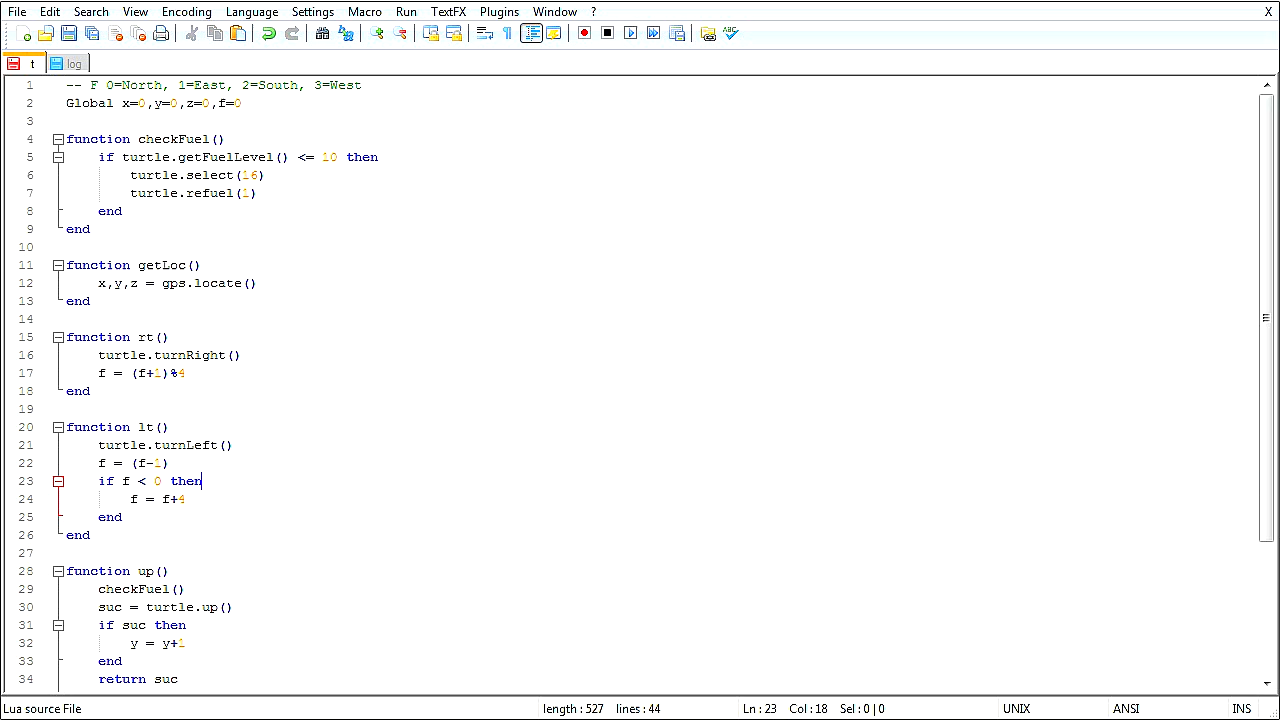 File Edit Search View Encoding Language Settings Macro Run TextFX Plugins Window ? X
t log
1 -- F 0=North, 1=East, 2=South, 3=West
2 Global x=0,y=0,z=0,f=0
3
4 function checkFuel()
5 if turtle.getFuelLevel() <= 10 then
6 turtle.select(16)
7 turtle.refuel(1)
8 end
9 end
10
11 function getLoc()
12 x,y,z = gps.locate()
13 end
14
15 function rt()
16 turtle.turnRight()
17 f = (f+1)%4
18 end
19
20 function lt()
21 turtle.turnLeft()
22 f = (f-1)
23 if f < 0 then
24 f = f+4
25 end
26 end
27
28 function up()
29 checkFuel()
30 suc = turtle.up()
31 if suc then
32 y = y+1
33 end
34 return suc
Lua source File length : 527 lines : 44 Ln : 23 Col : 18 Sel : 0 | 0 UNIX ANSI INS